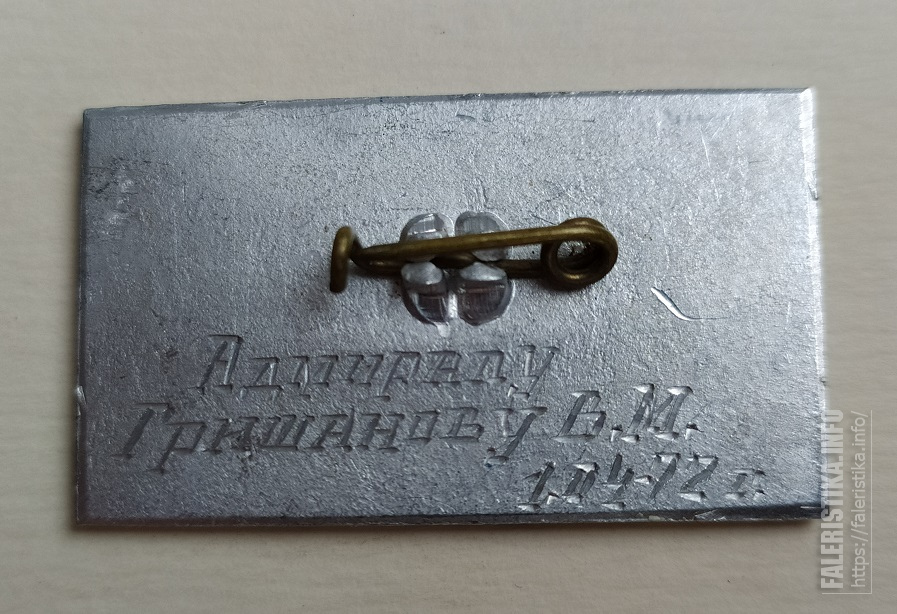 Адмиралу
Гришанову В.М.
FALERISTIKA.INFO
https://faleristika.info/